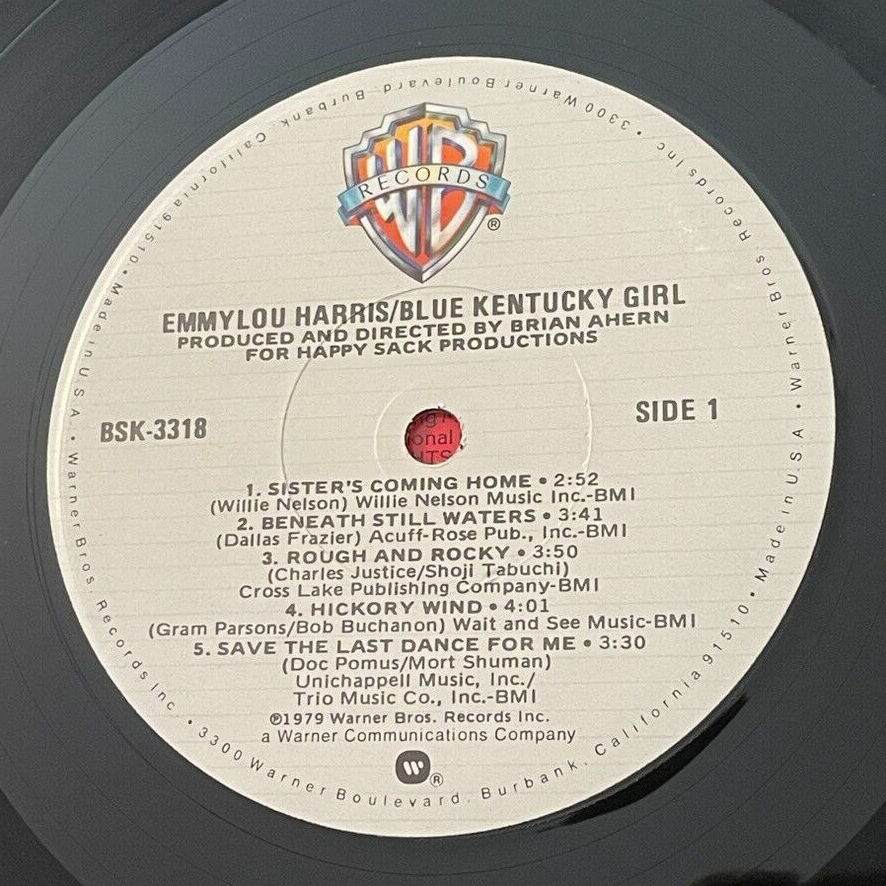 WB
RECORDS
®
EMMYLOU HARRIS/BLUE KENTUCKY GIRL
PRODUCED AND DIRECTED BY BRIAN AHERN
FOR HAPPY SACK PRODUCTIONS
BSK-3318
SIDE 1
onal
1. SISTER'S COMING HOME • 2:52
(Willie Nelson) Willie Nelson Music Inc.-BMI
2. BENEATH STILL WATERS • 3:41
(Dallas Frazier) Acuff-Rose Pub., Inc.-BMI
3. ROUGH AND ROCKY • 3:50
(Charles Justice/Shoji Tabuchi)
Cross Lake Publishing Company-BMI
4. HICKORY WIND • 4:01
(Gram Parsons/Bob Buchanon) Wait and See Music-BMI
5. SAVE THE LAST DANCE FOR ME • 3:30
(Doc Pomus/Mort Shuman)
Unichappell Music, Inc./
Trio Music Co., Inc.-BMI
℗1979 Warner Bros. Records Inc.
a Warner Communications Company
W ®
Warner Bros. Records Inc. • 3300 Warner Boulevard. Burbank. California 91510 • Made in U.S.A. • Warner Bros. Records Inc. • 3300 Warner Boulevard. Burbank. California 91510 • Made in U.S.A. •